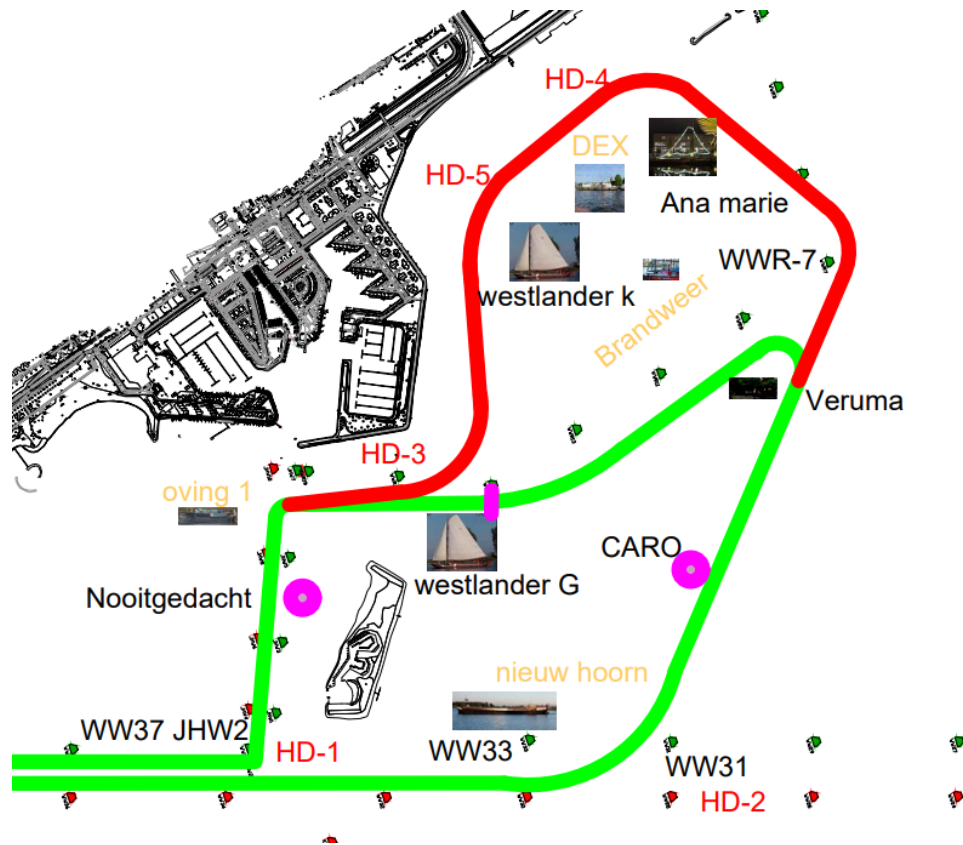 HD-4
DEX
HD-5
Ana marie
WWR-7
westlander k
Brandweer
Veruma
HD-3
oving 1
CARO
westlander G
Nooitgedacht
nieuw hoorn
WW37 JHW2
HD-1
WW33
WW31
HD-2